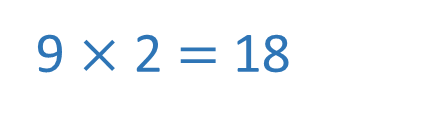 9 × 2 = 18